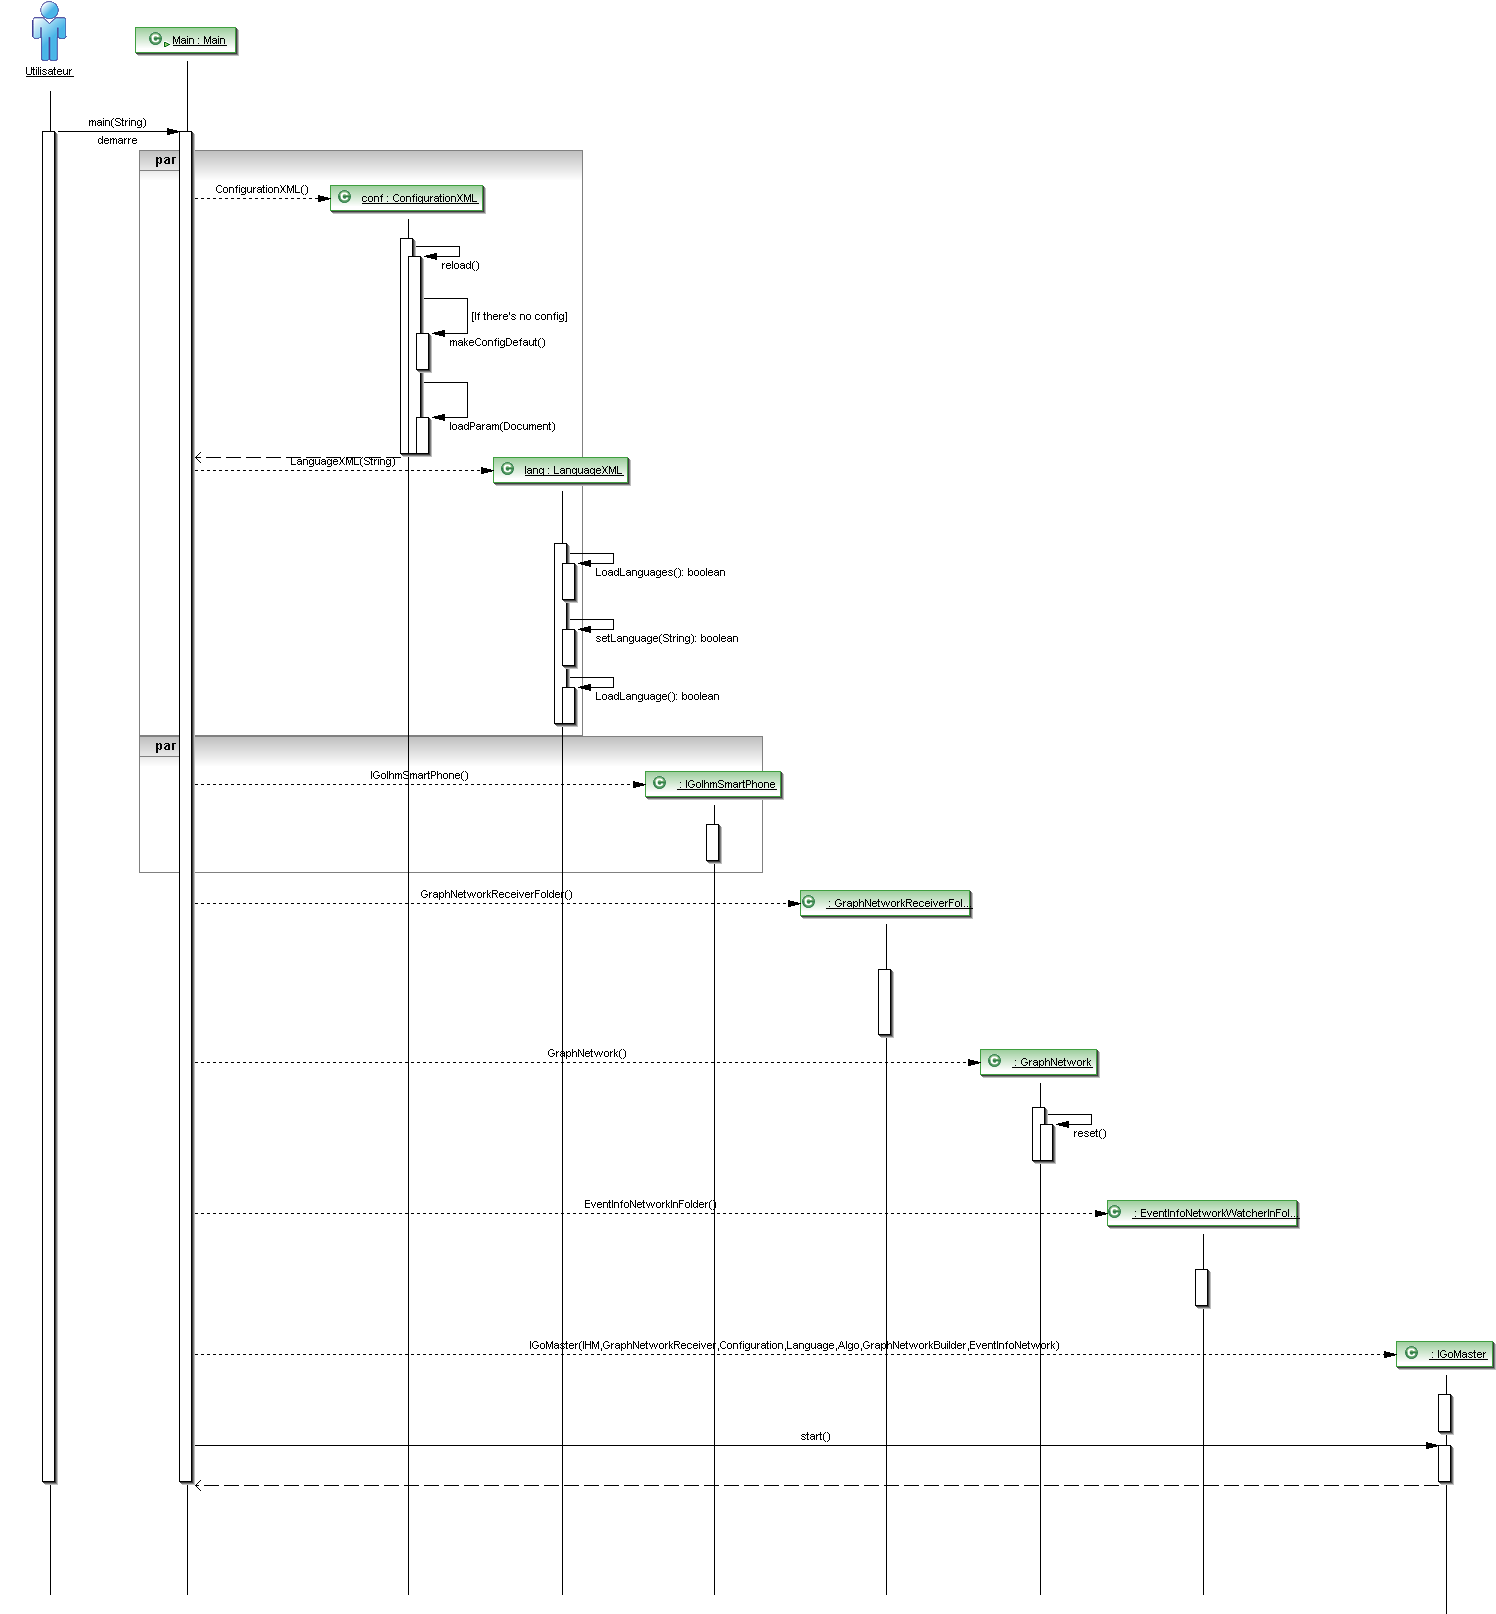 Main : Main
Utilisateur
main(String)
demarre
par
ConfigurationXML()
conf : ConfigurationXML
reload()
[If there's no config]
makeConfigDefaut()
loadParam(Document)
LanguageXML(String)
lang : LanguageXML
LoadLanguages(): boolean
setLanguage(String): boolean
LoadLanguage(): boolean
par
IGoIhmSmartPhone()
: IGoIhmSmartPhone
GraphNetworkReceiverFolder()
: GraphNetworkReceiverFol...
GraphNetwork()
: GraphNetwork
reset()
EventInfoNetworkInFolder()
: EventInfoNetworkWatcherInFol...
IGoMaster(IHM,GraphNetworkReceiver,Configuration,Language,Algo,GraphNetworkBuilder,EventInfoNetwork)
: IGoMaster
start()